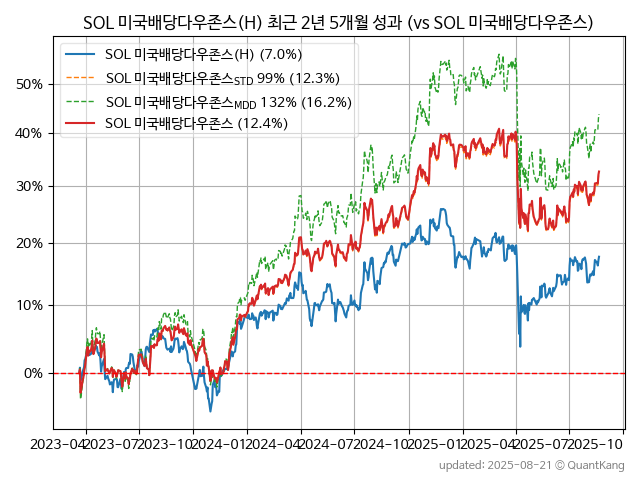 SOL 미국배당다우존스(H) 최근 2년 5개월 성과 (vs SOL 미국배당다우존스)
SOL 미국배당다우존스(H) (7.0%)
SOL 미국배당다우존스STD 99% (12.3%)
SOL 미국배당다우존스MDD 132% (16.2%)
SOL 미국배당다우존스 (12.4%)
50%
40%
30%
20%
10%
0%
2023-04 2023-07 2023-10 2024-01 2024-04 2024-07 2024-10 2025-01 2025-04 2025-07 2025-10
updated: 2025-08-21 © QuantKang